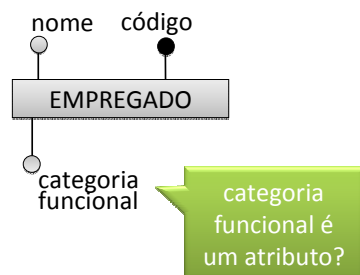 nome código
EMPREGADO
categoria
funcional
categoria
funcional é
um atributo?